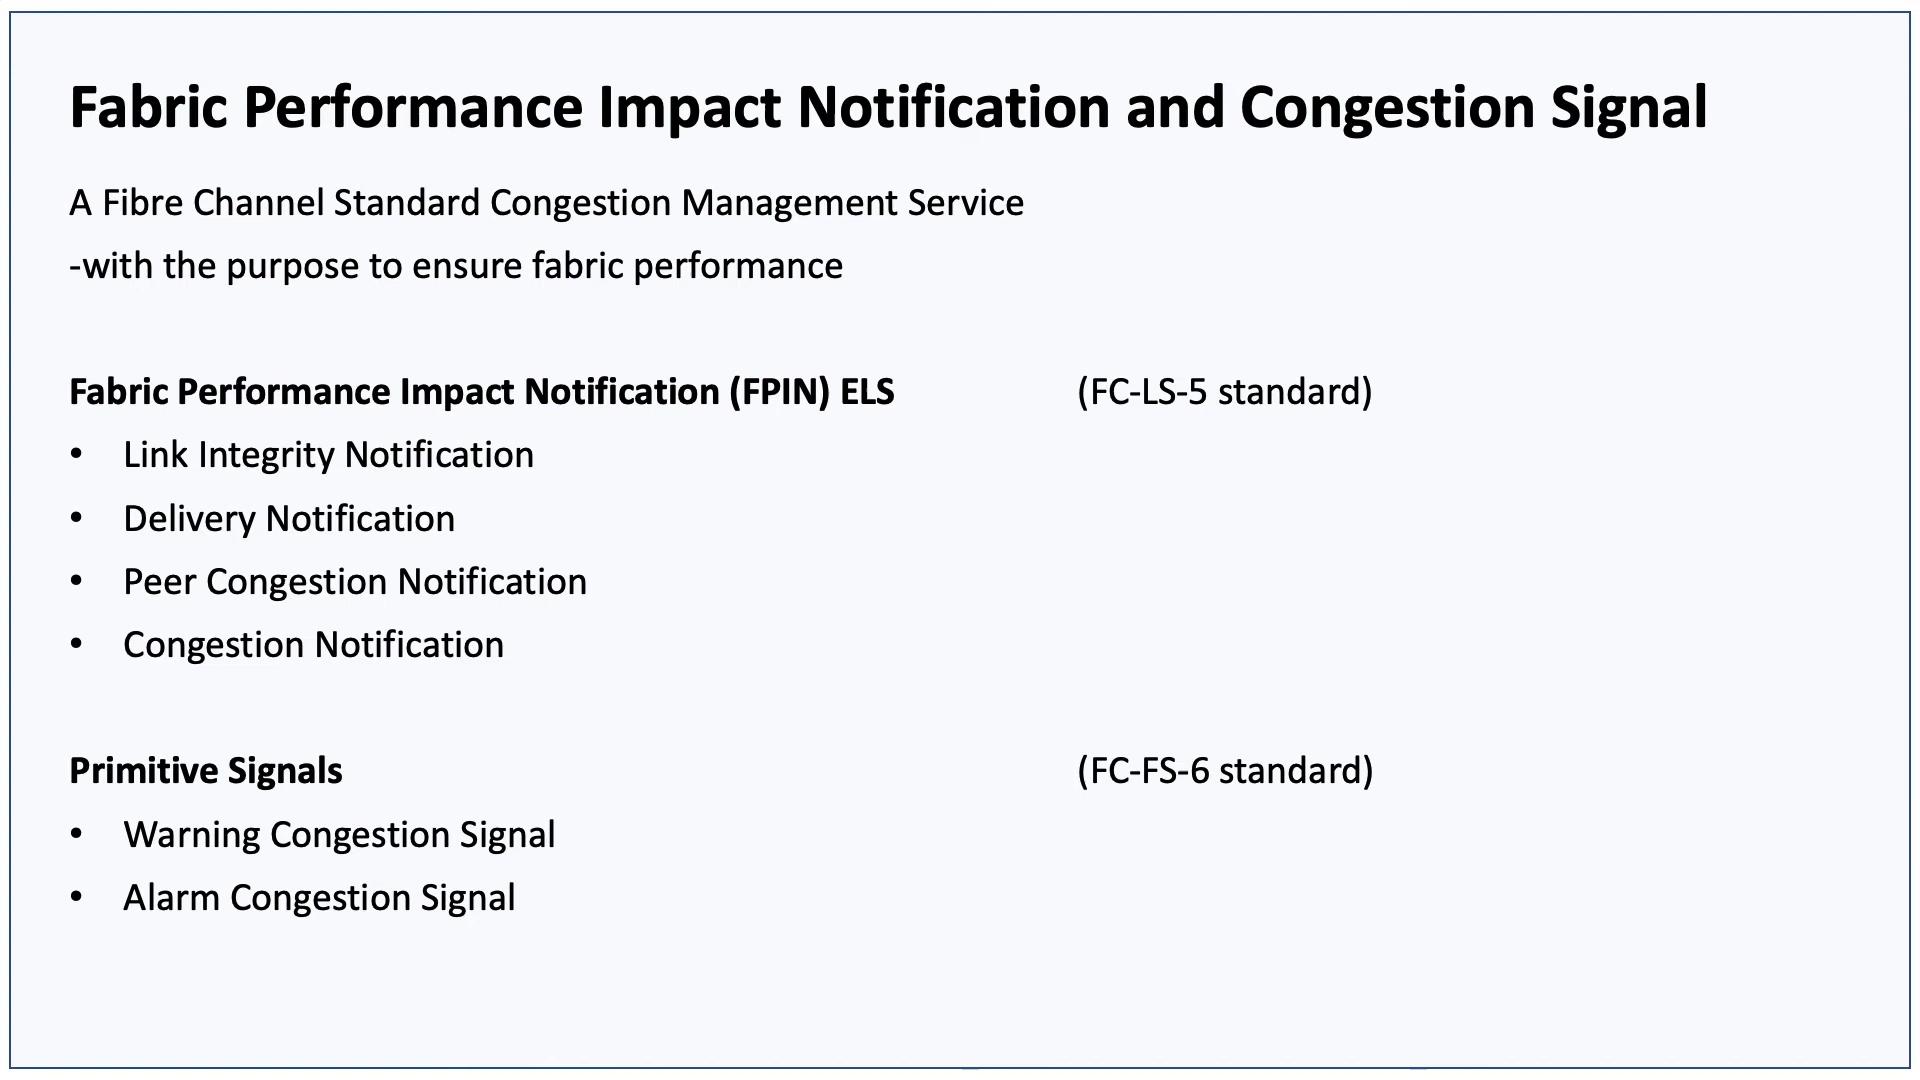 Fabric Performance Impact Notification and Congestion Signal
A Fibre Channel Standard Congestion Management Service
-with the purpose to ensure fabric performance
Fabric Performance Impact Notification (FPIN) ELS (FC-LS-5 standard)
• Link Integrity Notification
• Delivery Notification
• Peer Congestion Notification
• Congestion Notification
Primitive Signals (FC-FS-6 standard)
• Warning Congestion Signal
• Alarm Congestion Signal